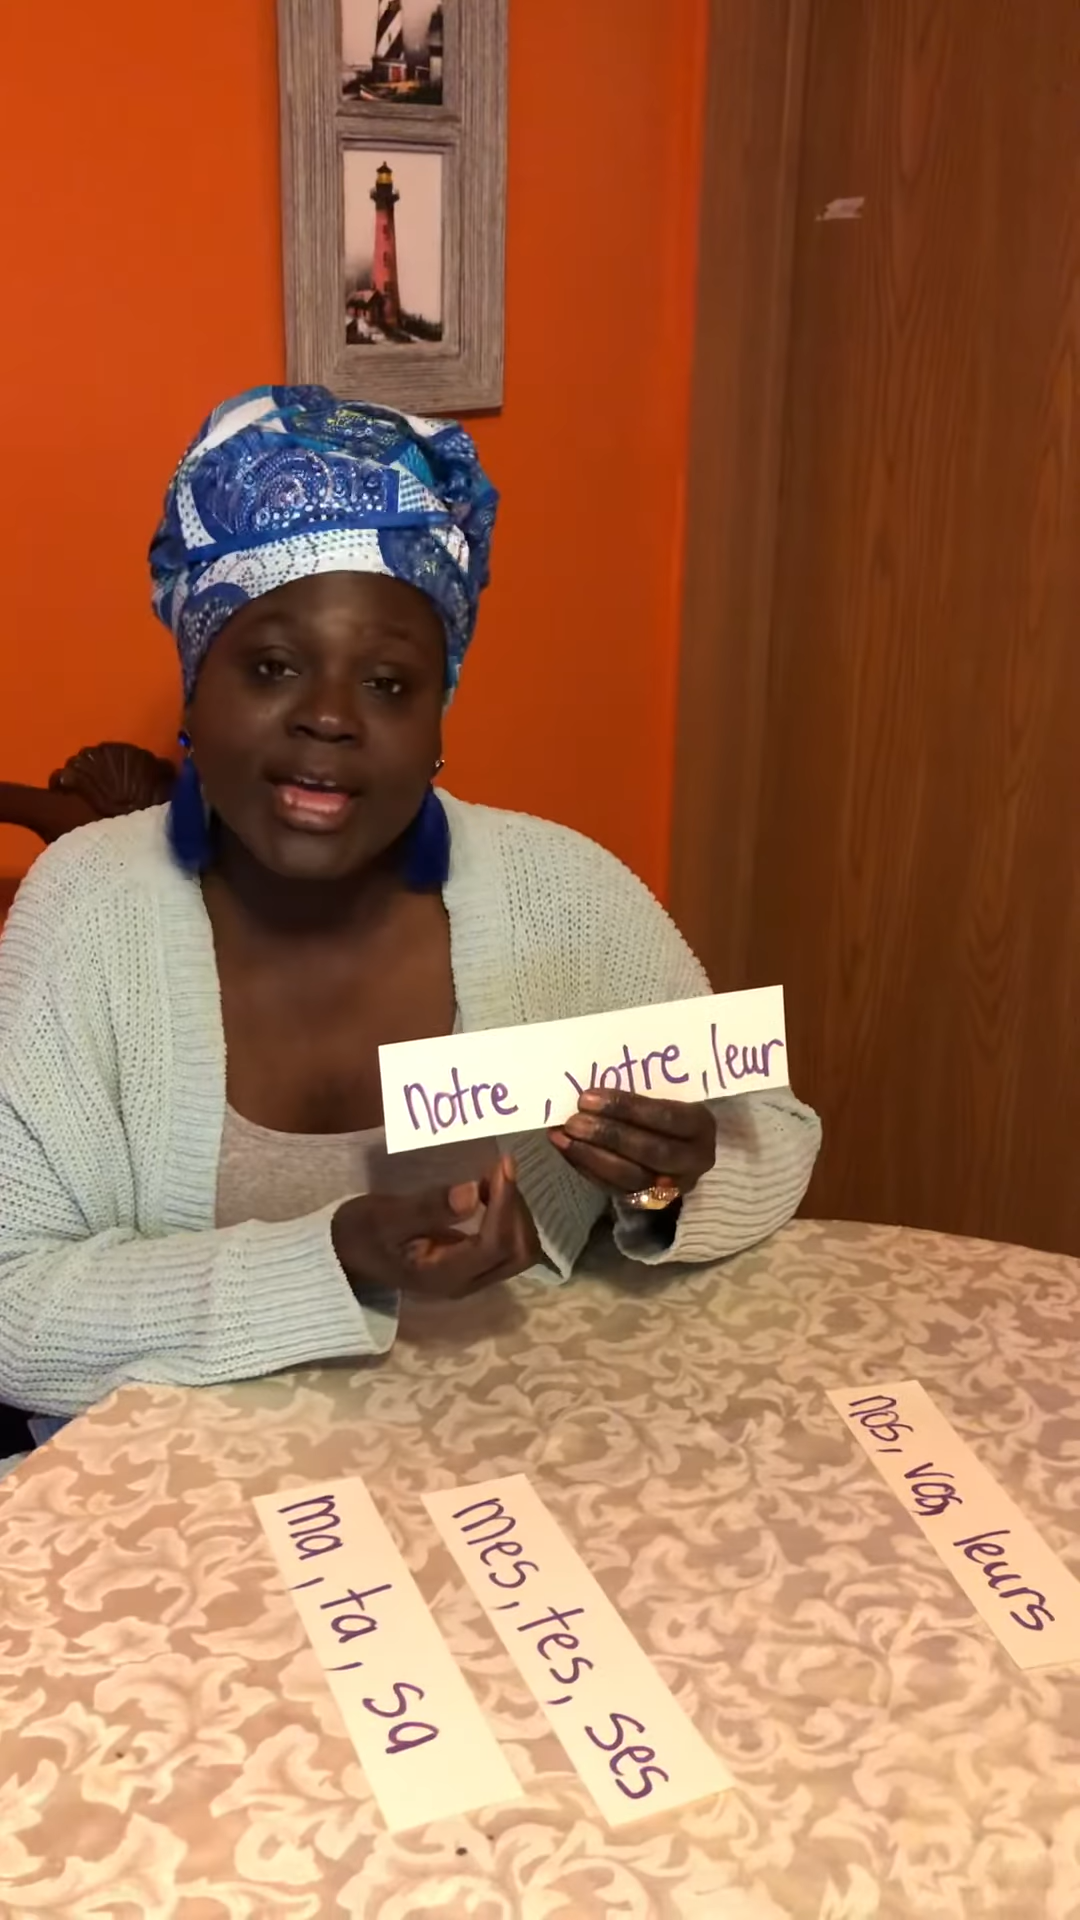 notre, votre, leur
ma, ta, sa
mes, tes, ses
nos, vos, leurs